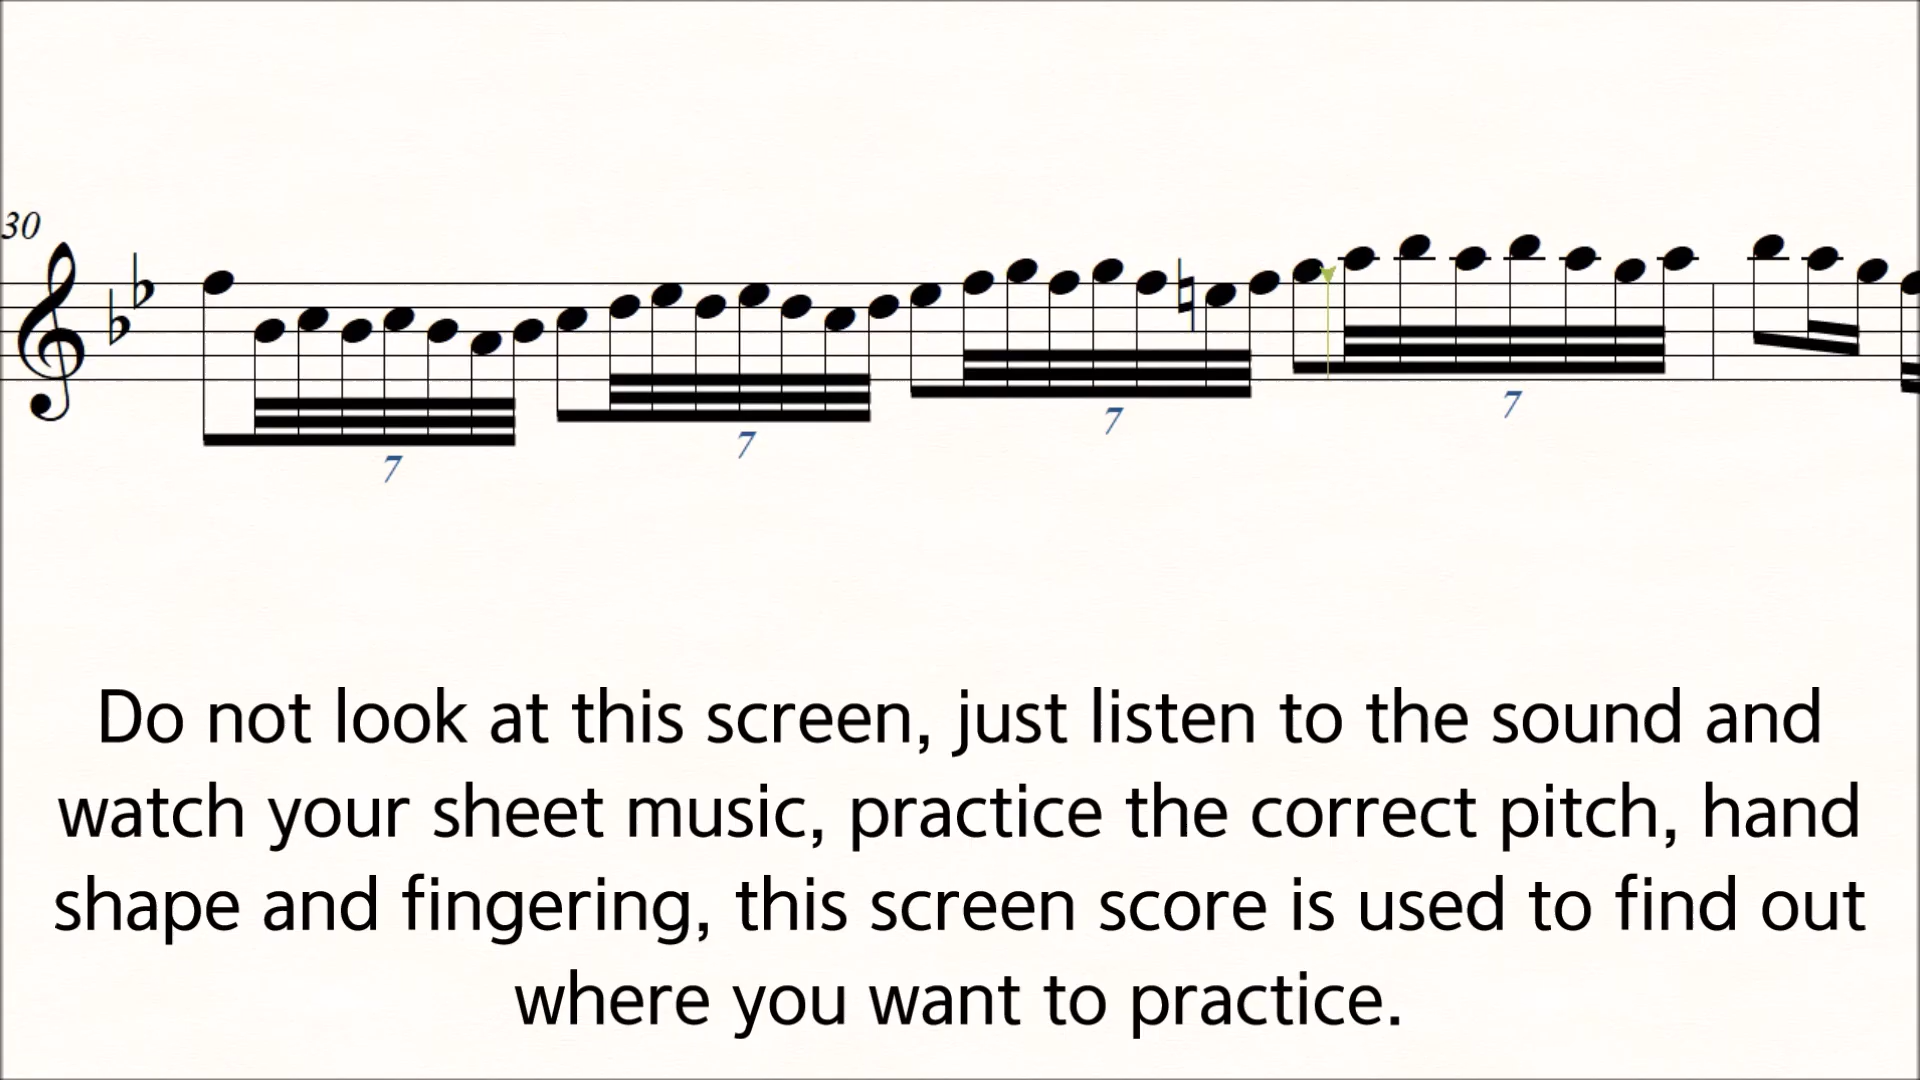 30
7
7
7
7
Do not look at this screen, just listen to the sound and
watch your sheet music, practice the correct pitch, hand
shape and fingering, this screen score is used to find out
where you want to practice.